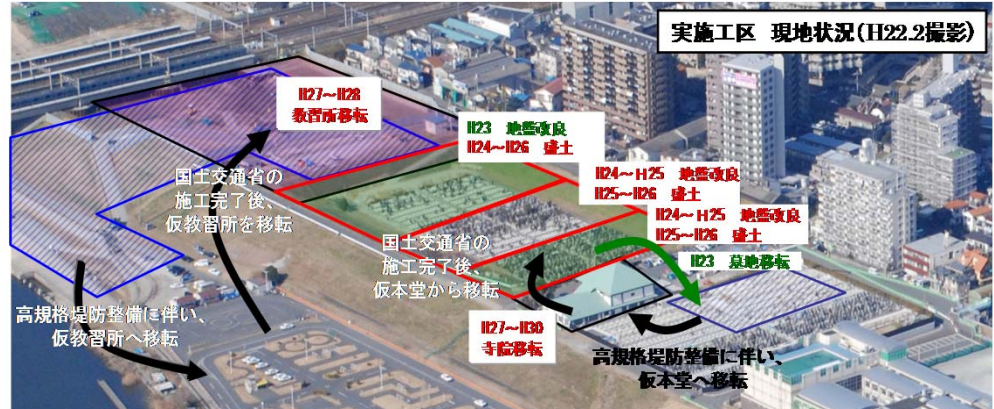 実施工区 現地状況(H22.2撮影)
H27～H28
教習所移転
H23 地盤改良
H24～H26 盛土
国土交通省の
施工完了後、
仮教習所を移転
H24～H25 地盤改良
H25～H26 盛土
H24～H25 地盤改良
H25～H26 盛土
国土交通省の
施工完了後、
仮本堂から移転
H23 墓地移転
高規格堤防整備に伴い、
仮教習所へ移転
H27～H30
寺院移転
高規格堤防整備に伴い、
仮本堂へ移転